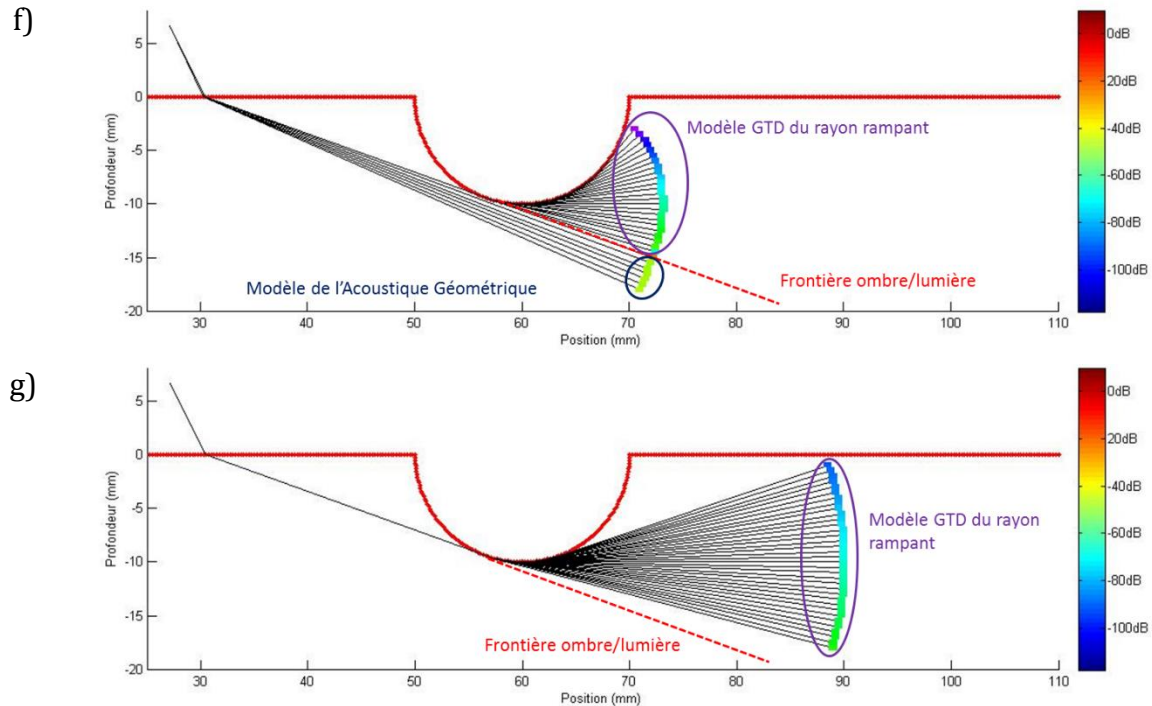 f)
5
0
-5
-10
-15
-20
Profondeur (mm)
30
40
50
60
70
80
90
100
110
Position (mm)
Modèle GTD du rayon rampant
Modèle de l'Acoustique Géométrique
Frontière ombre/lumière
0dB
20dB
-40dB
-60dB
-80dB
-100dB
g)
5
0
-5
-10
-15
-20
Profondeur (mm)
30
40
50
60
70
80
90
100
110
Position (mm)
Modèle GTD du rayon
rampant
Frontière ombre/lumière
0dB
20dB
-40dB
-60dB
-80dB
-100dB